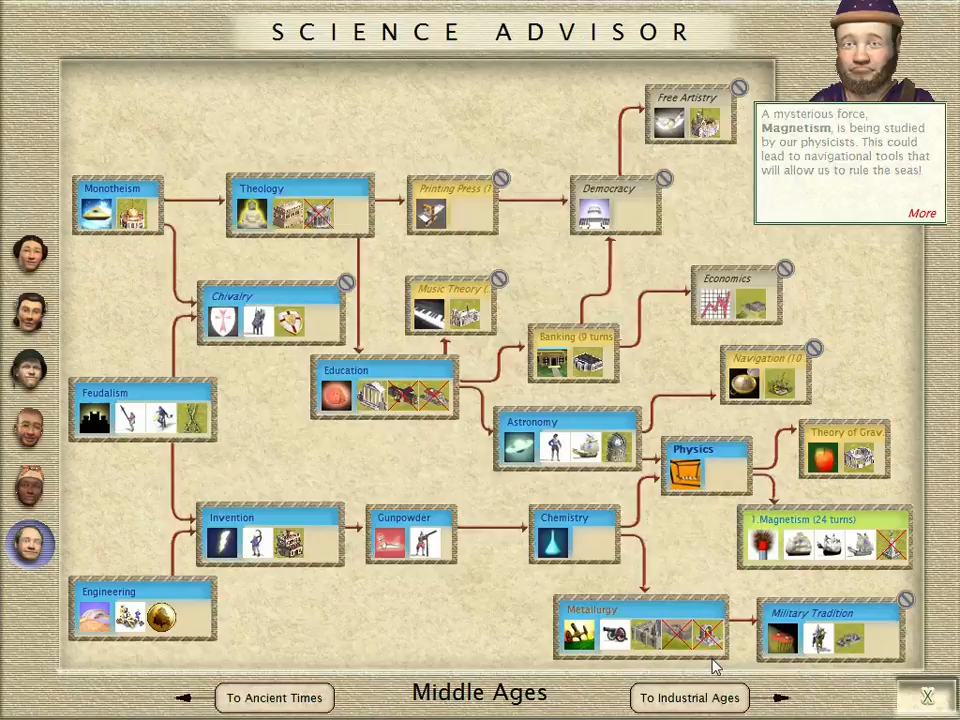 SCIENCE ADVISOR
A mysterious force,
Magnetism, is being studied
by our physicists. This could
lead to navigational tools that
will allow us to rule the seas!
More
Free Artistry
Monotheism
Theology
Printing Press (1
Democracy
Chivalry
Music Theory (.
Economics
Banking (9 turns
Education
Navigation (10
Feudalism
Astronomy
Physics
Theory of Grav.
Invention
Gunpowder
Chemistry
1.Magnetism (24 turns)
Engineering
Metallurgy
Military Tradition
To Ancient Times
Middle Ages
To Industrial Ages
X